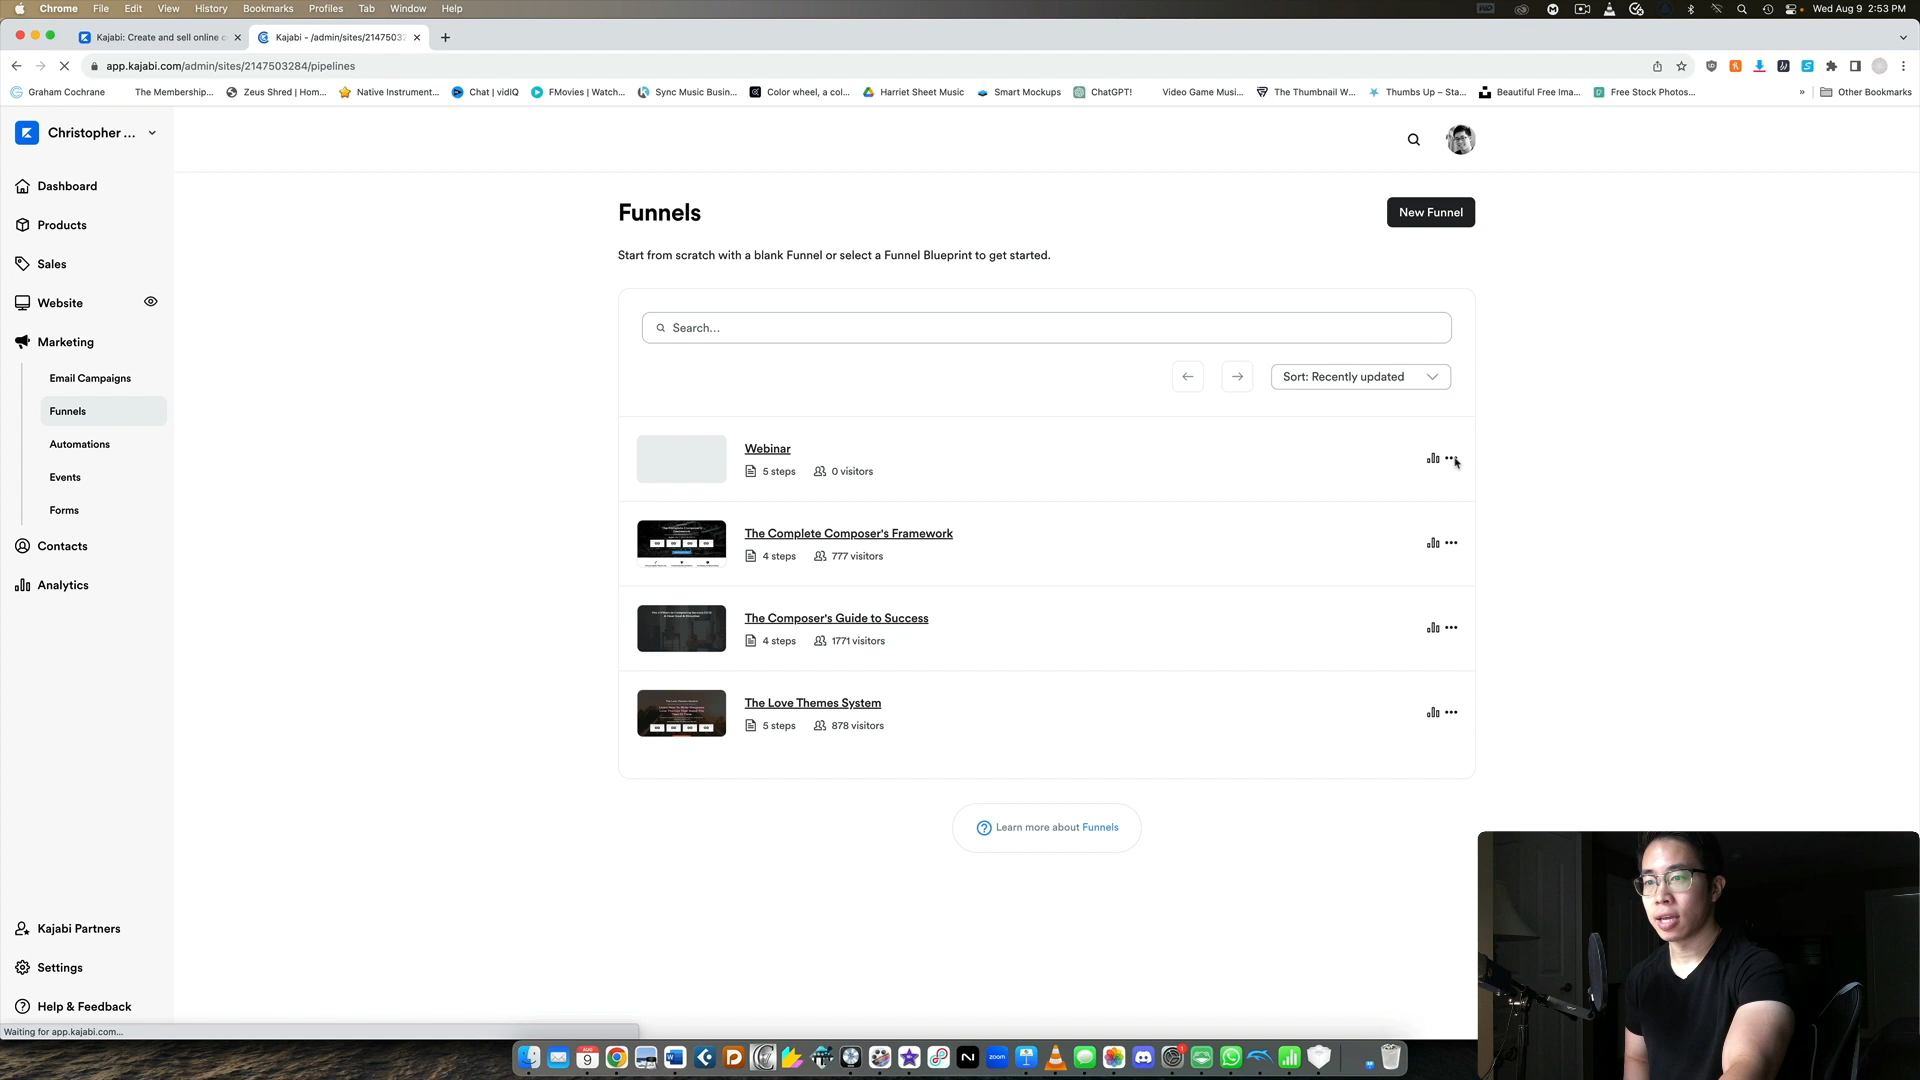 Chrome File Edit View History Bookmarks Profiles Tab Window Help
Wed Aug 9 2:53 PM
Kajabi: Create and sell online c
Kajabi - /admin/sites/21475032
app.kajabi.com/admin/sites/2147503284/pipelines
Graham Cochrane
The Membership...
Zeus Shred | Hom...
Native Instrument...
Chat | vidIQ
FMovies | Watch...
Sync Music Busin...
Color wheel, a col...
Harriet Sheet Music
Smart Mockups
ChatGPT!
Video Game Musi...
The Thumbnail W...
Thumbs Up – Sta...
Beautiful Free Ima...
Free Stock Photos...
»
Other Bookmarks
Christopher ...
Dashboard
Products
Sales
Website
Marketing
Email Campaigns
Funnels
Automations
Events
Forms
Contacts
Analytics
Kajabi Partners
Settings
Help & Feedback
Waiting for app.kajabi.com...
Funnels
New Funnel
Start from scratch with a blank Funnel or select a Funnel Blueprint to get started.
Search...
Sort: Recently updated
Webinar
5 steps 0 visitors
The Complete Composer's Framework
4 steps 777 visitors
The Composer's Guide to Success
4 steps 1771 visitors
The Love Themes System
5 steps 878 visitors
Learn more about Funnels
zoom